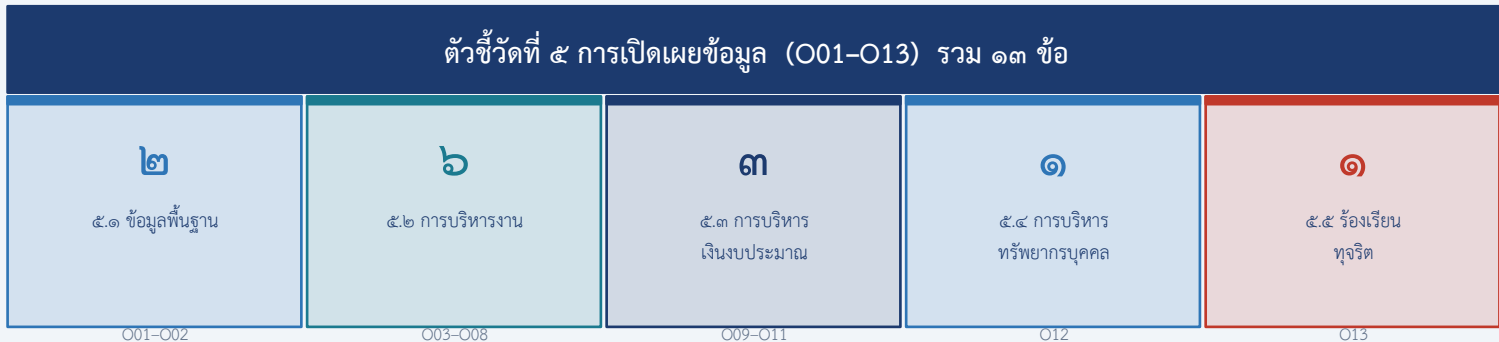 ตัวชี้วัดที่ ๕ การเปิดเผยข้อมูล (O01–O13) รวม ๑๓ ข้อ
๒
๕.๑ ข้อมูลพื้นฐาน
O01–O02
๖
๕.๒ การบริหารงาน
O03–O08
๓
๕.๓ การบริหาร
เงินงบประมาณ
O09–O11
๑
๕.๔ การบริหาร
ทรัพยากรบุคคล
O12
๑
๕.๕ ร้องเรียน
ทุจริต
O13